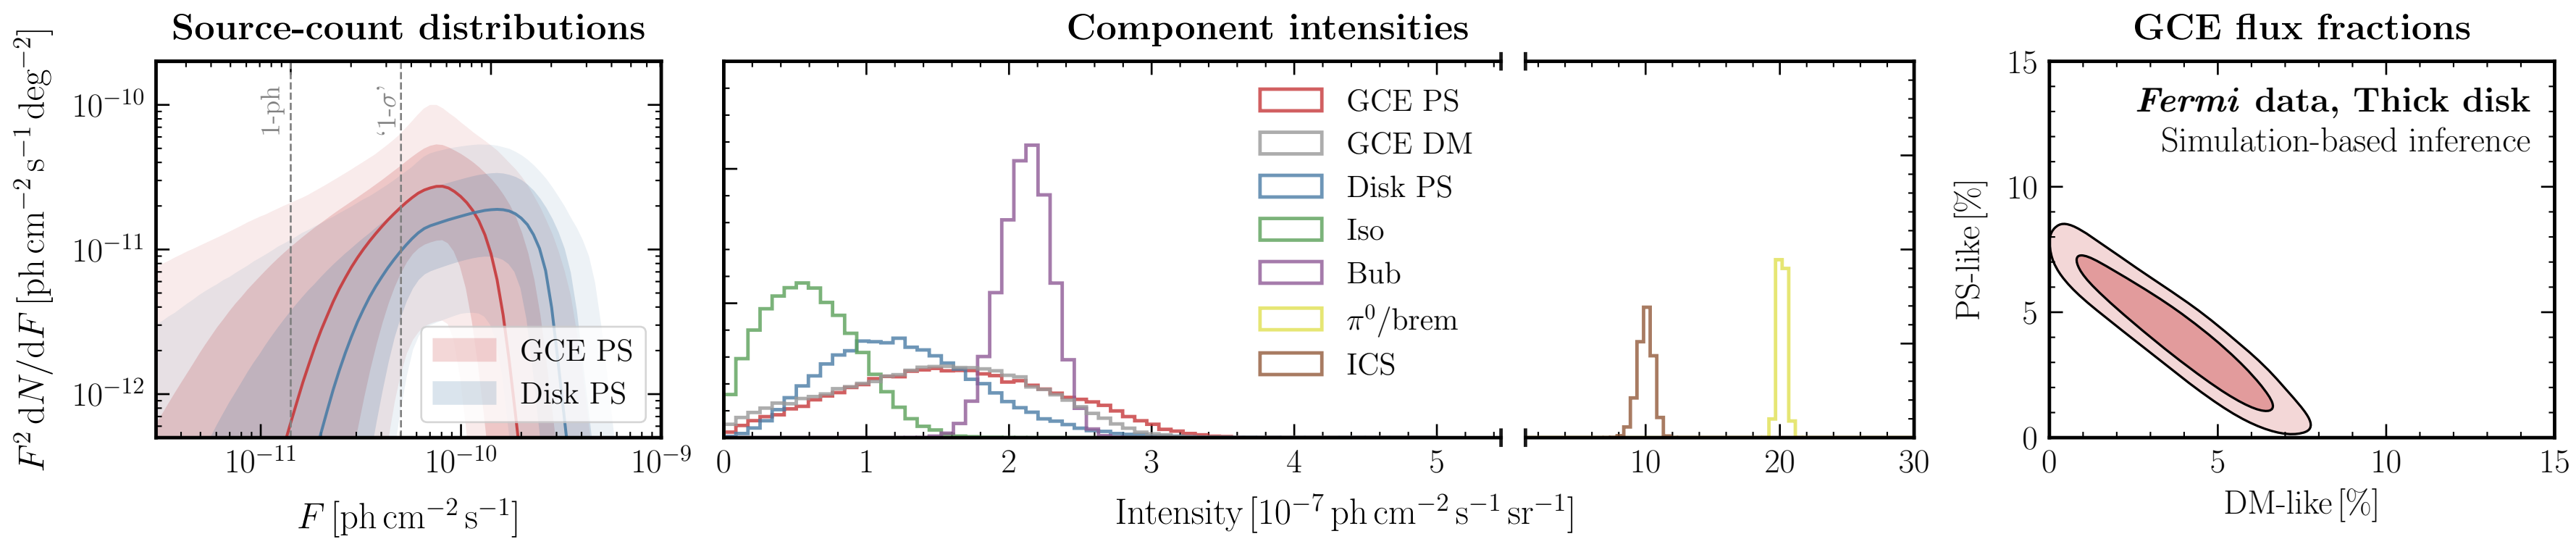 Source-count distributions
F² dN/dF [ph cm⁻² s⁻¹ deg⁻²]
10⁻¹⁰
10⁻¹¹
10⁻¹²
1-ph
‘1-σ’
GCE PS
Disk PS
10⁻¹¹ 10⁻¹⁰ 10⁻⁹
F [ph cm⁻² s⁻¹]
Component intensities
GCE PS
GCE DM
Disk PS
Iso
Bub
π⁰/brem
ICS
0 1 2 3 4 5 10 20 30
Intensity [10⁻⁷ ph cm⁻² s⁻¹ sr⁻¹]
GCE flux fractions
Fermi data, Thick disk
Simulation-based inference
PS-like [%]
15
10
5
0
0 5 10 15
DM-like [%]